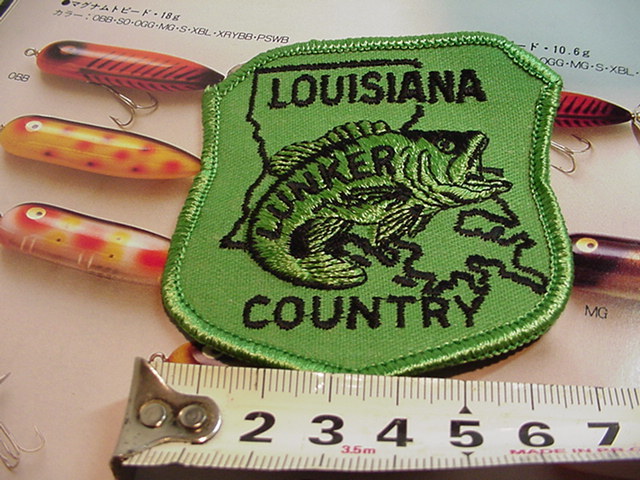 ●マグナムトピード・18g
カラー：OBB・SO・OGG・MG・S・XBL・XRYBB・PSWB
ード・10.6g
OGG・MG・S・XBL・
OBB
LOUISIANA
LUNKER
COUNTRY
MG
2 3 4 5 6 7
3.5m
MADE IN